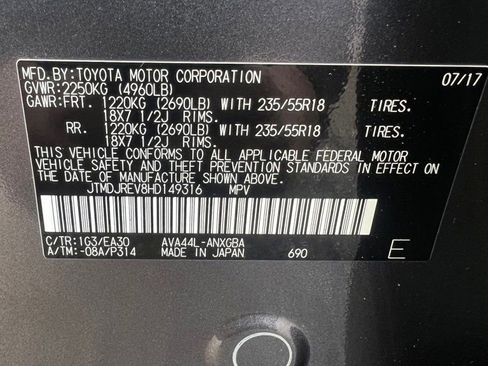 MFD.BY:TOYOTA MOTOR CORPORATION 07/17
GVWR:2250KG (4960LB)
GAWR:FRT. 1220KG (2690LB) WITH 235/55R18 TIRES.
18X7 1/2J RIMS.
RR. 1220KG (2690LB) WITH 235/55R18 TIRES.
18X7 1/2J RIMS.
THIS VEHICLE CONFORMS TO ALL APPLICABLE FEDERAL MOTOR
VEHICLE SAFETY AND THEFT PREVENTION STANDARDS IN EFFECT ON
THE DATE OF MANUFACTURE SHOWN ABOVE.
JTMDJREV8HD149316 MPV
C/TR:1G3/EA30 AVA44L-ANXGBA
A/TM:-08A/P314 MADE IN JAPAN 690 E